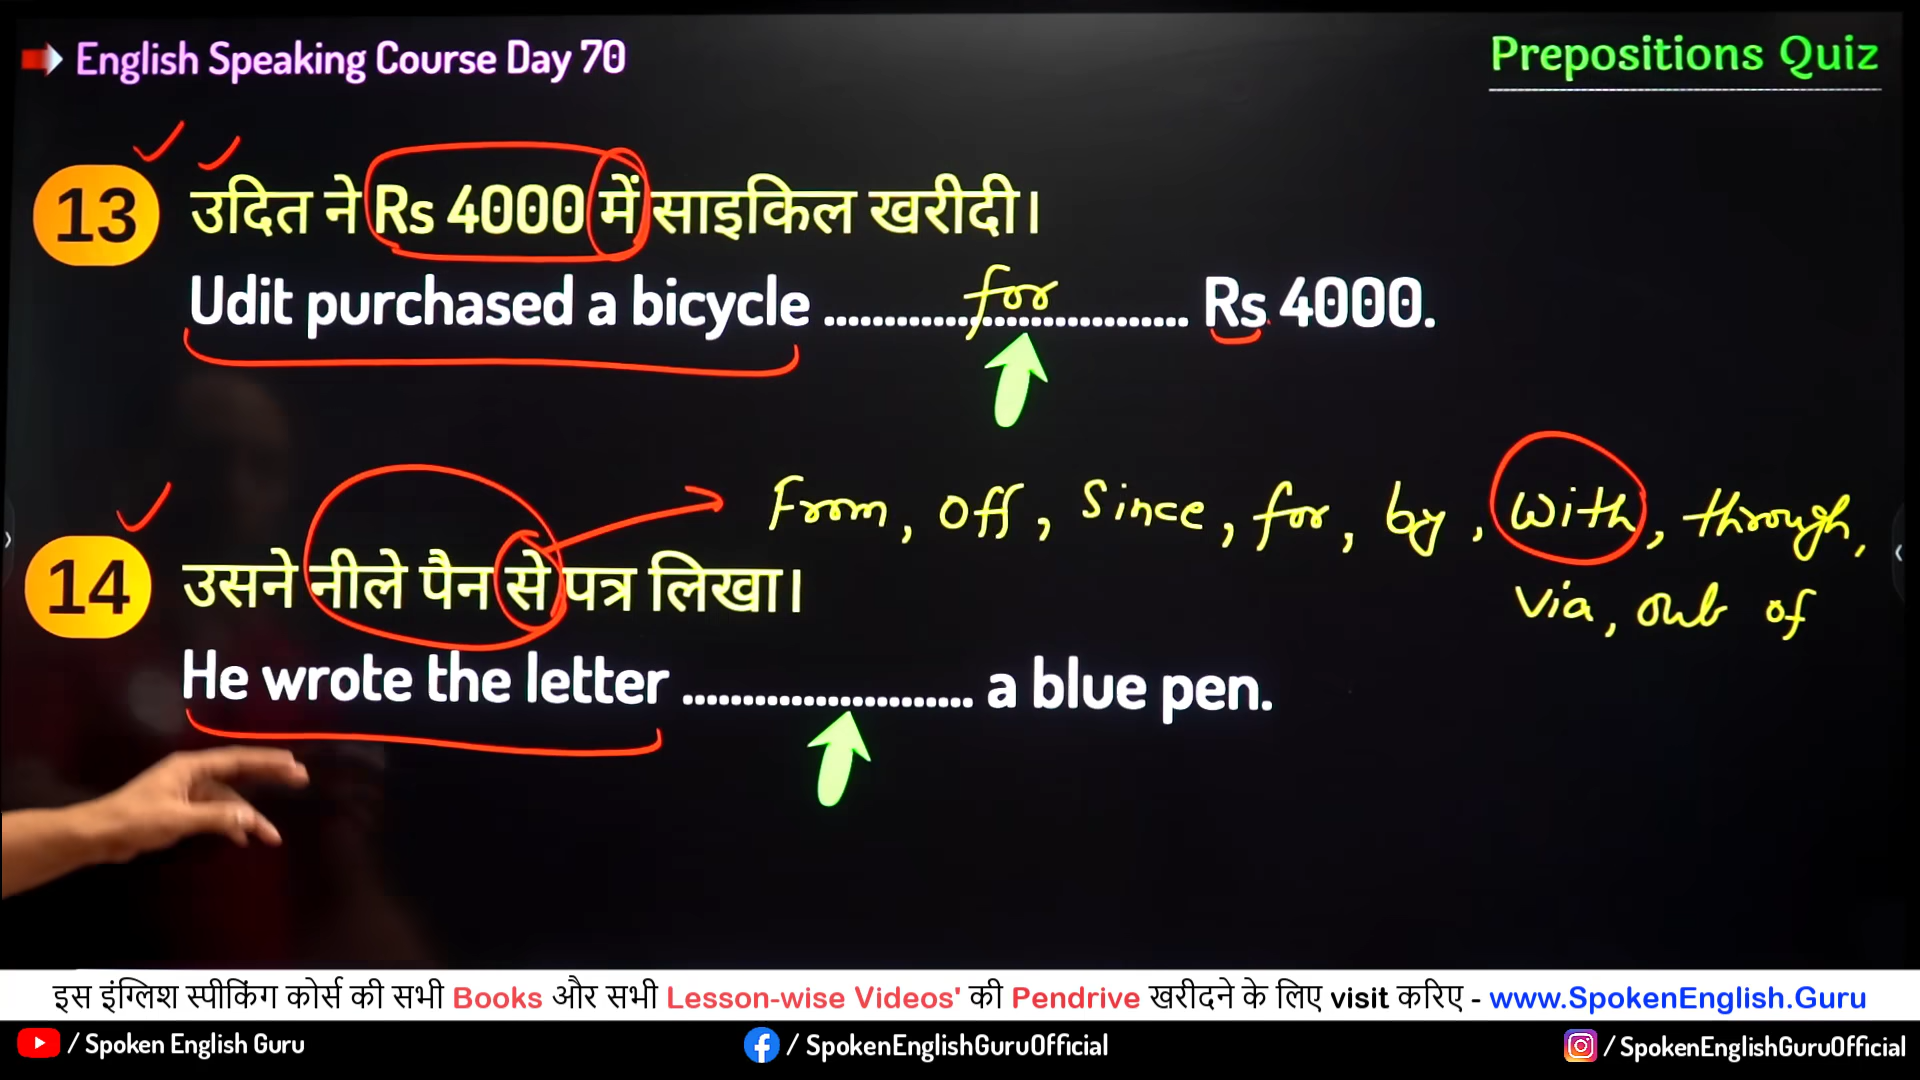 English Speaking Course Day 70
Prepositions Quiz
13 उदित ने Rs 4000 में साइकिल खरीदी।
for
Udit purchased a bicycle .............................. Rs 4000.
From, off, Since, for, by, with, through,
via, out of
14 उसने नीले पैन से पत्र लिखा।
He wrote the letter ........................ a blue pen.
इस इंग्लिश स्पीकिंग कोर्स की सभी Books और सभी Lesson-wise Videos' की Pendrive खरीदने के लिए visit करिए - www.SpokenEnglish.Guru
/ Spoken English Guru
/ SpokenEnglishGuruOfficial
/ SpokenEnglishGuruOfficial